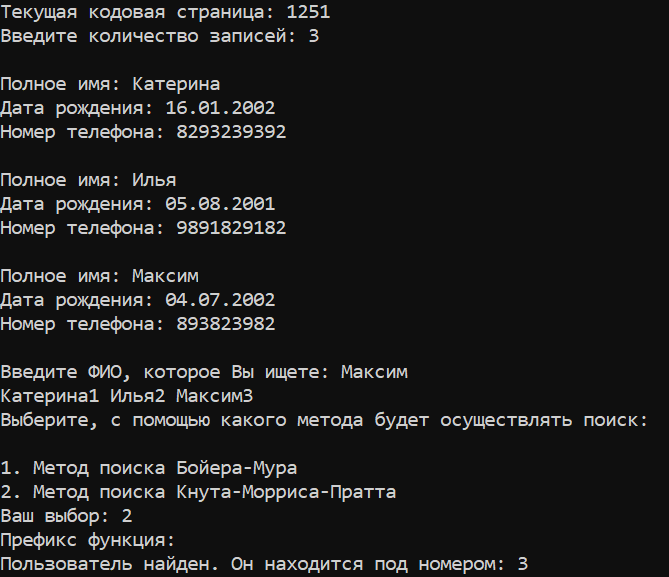 Текущая кодовая страница: 1251
Введите количество записей: 3
Полное имя: Катерина
Дата рождения: 16.01.2002
Номер телефона: 8293239392
Полное имя: Илья
Дата рождения: 05.08.2001
Номер телефона: 9891829182
Полное имя: Максим
Дата рождения: 04.07.2002
Номер телефона: 893823982
Введите ФИО, которое Вы ищете: Максим
Катерина1 Илья2 Максим3
Выберите, с помощью какого метода будет осуществлять поиск:
1. Метод поиска Бойера-Мура
2. Метод поиска Кнута-Морриса-Пратта
Ваш выбор: 2
Префикс функция:
Пользователь найден. Он находится под номером: 3